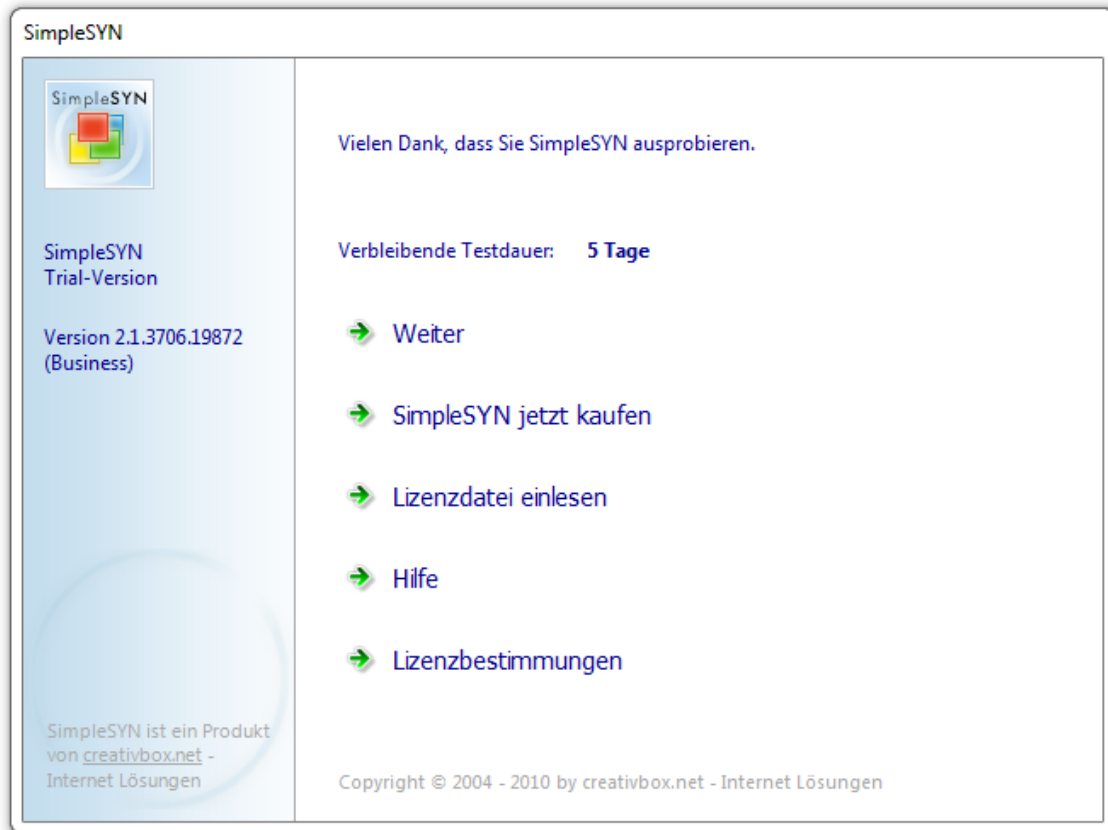 SimpleSYN
SimpleSYN
SimpleSYN
Trial-Version
Version 2.1.3706.19872
(Business)
SimpleSYN ist ein Produkt
von creativbox.net -
Internet Lösungen
Vielen Dank, dass Sie SimpleSYN ausprobieren.
Verbleibende Testdauer: 5 Tage
Weiter
SimpleSYN jetzt kaufen
Lizenzdatei einlesen
Hilfe
Lizenzbestimmungen
Copyright © 2004 - 2010 by creativbox.net - Internet Lösungen